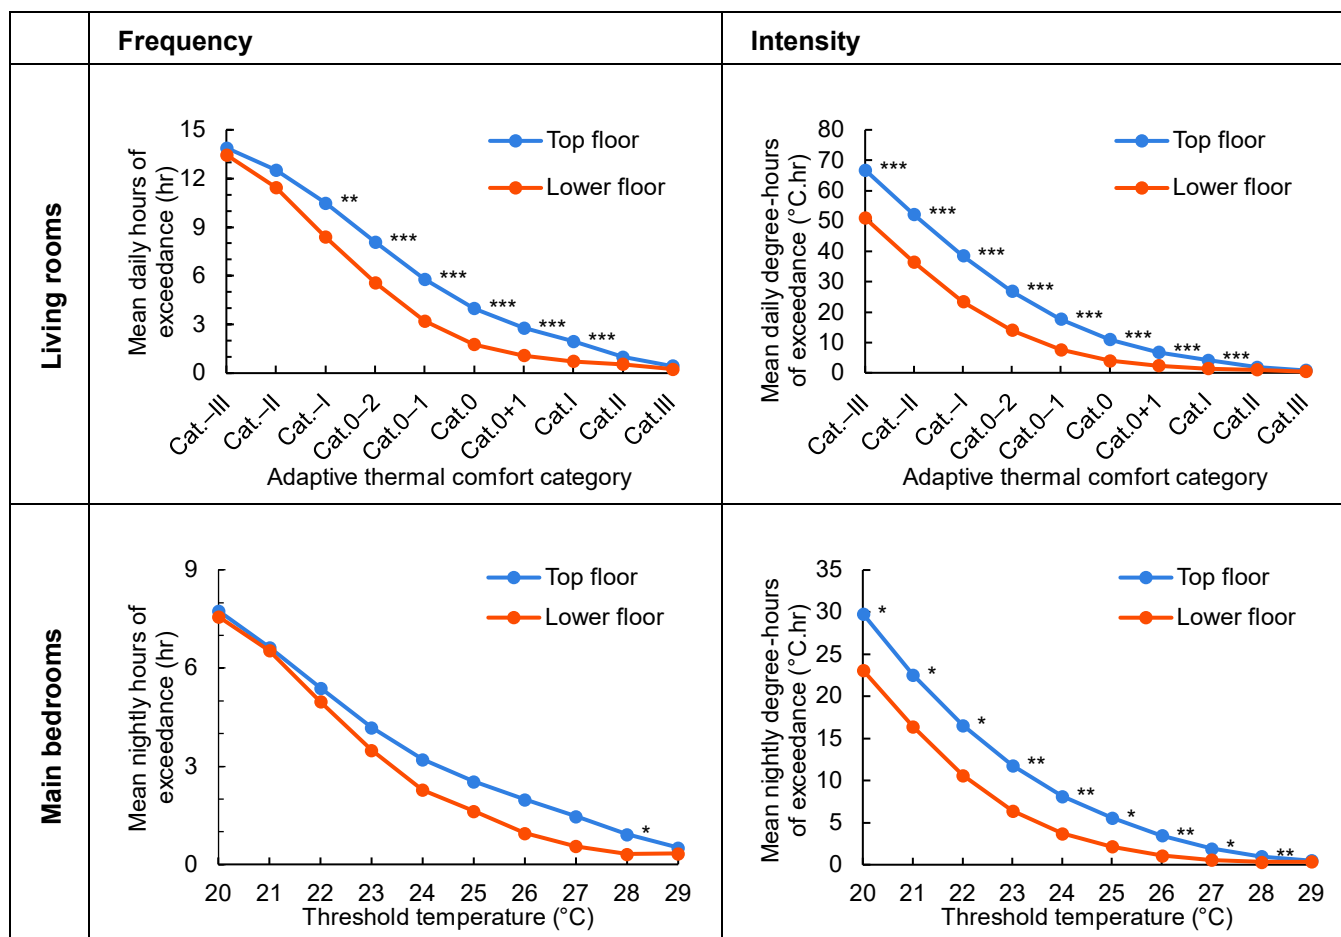 Frequency
Intensity
Living rooms
Mean daily hours of
exceedance (hr)
15
12
9
6
3
0
Top floor
Lower floor
**
***
***
***
***
***
Cat.−III
Cat.−II
Cat.−I
Cat.0−2
Cat.0−1
Cat.0
Cat.0+1
Cat.I
Cat.II
Cat.III
Adaptive thermal comfort category
Mean daily degree-hours
of exceedance (°C.hr)
80
70
60
50
40
30
20
10
0
Top floor
Lower floor
***
***
***
***
***
***
***
***
Cat.−III
Cat.−II
Cat.−I
Cat.0−2
Cat.0−1
Cat.0
Cat.0+1
Cat.I
Cat.II
Cat.III
Adaptive thermal comfort category
Main bedrooms
Mean nightly hours of
exceedance (hr)
9
6
3
0
Top floor
Lower floor
*
20 21 22 23 24 25 26 27 28 29
Threshold temperature (°C)
Mean nightly degree-hours
of exceedance (°C.hr)
35
30
25
20
15
10
5
0
Top floor
Lower floor
*
*
*
**
**
*
**
*
**
20 21 22 23 24 25 26 27 28 29
Threshold temperature (°C)